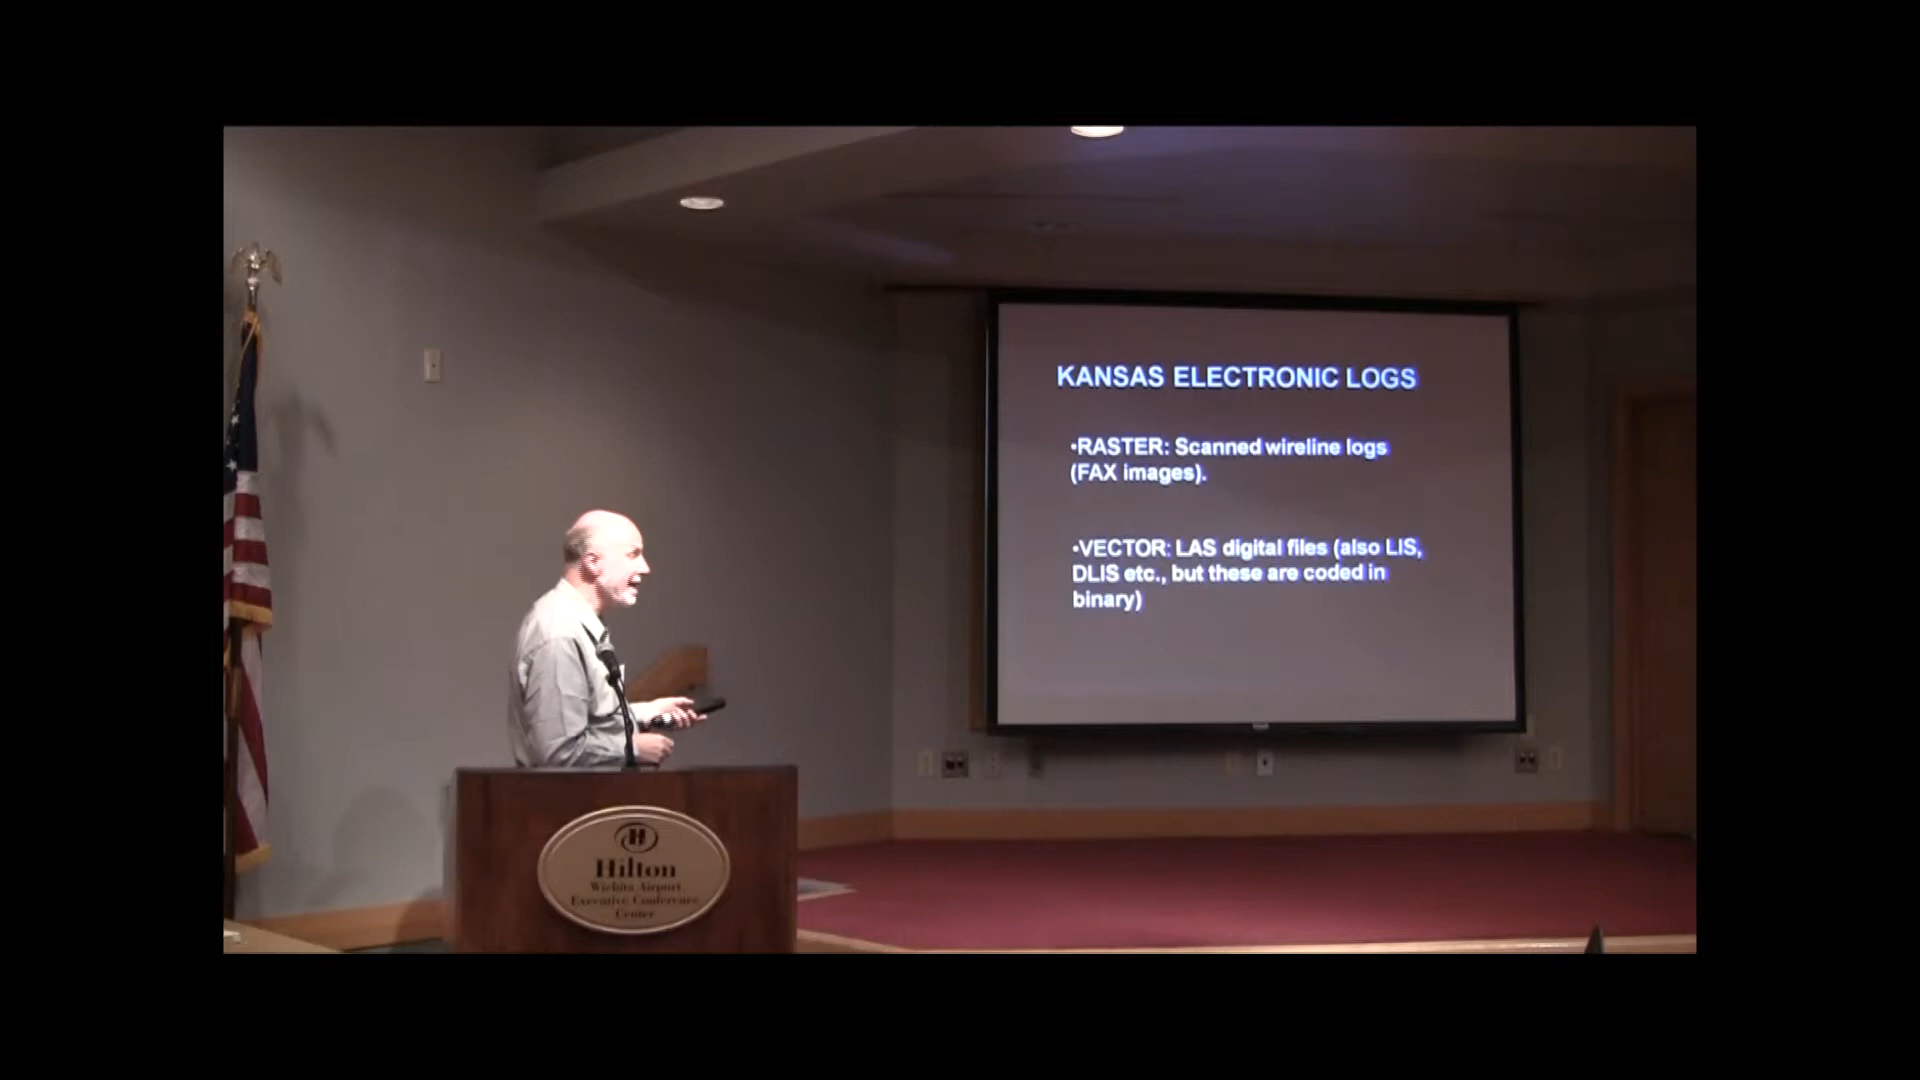 KANSAS ELECTRONIC LOGS
•RASTER: Scanned wireline logs
(FAX images).
•VECTOR: LAS digital files (also LIS,
DLIS etc., but these are coded in
binary)
H
Hilton
Wichita Airport
Executive Conference
Center